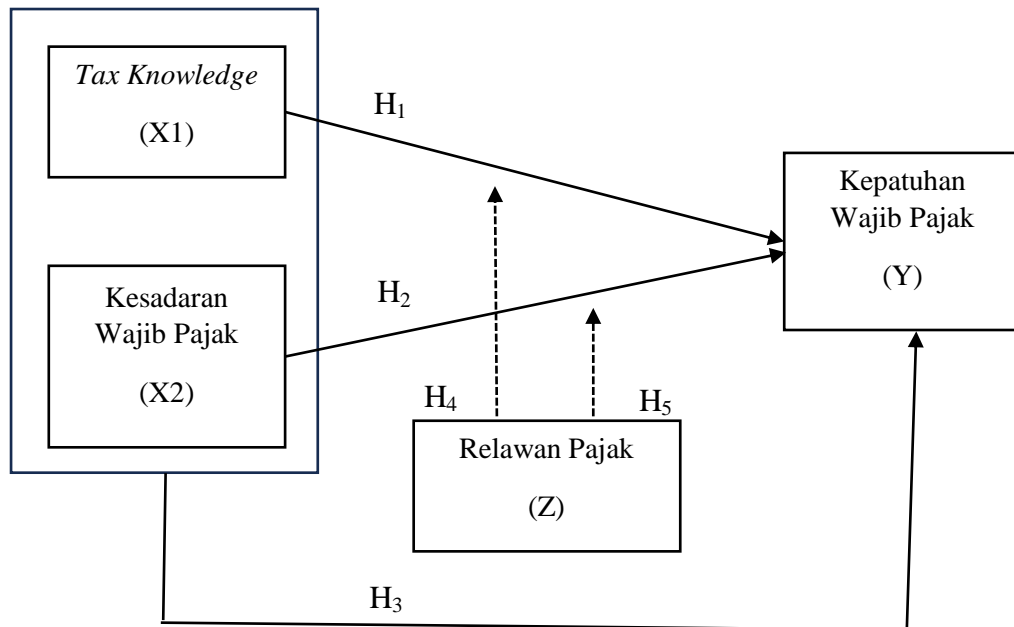 Tax Knowledge
(X1)
H1
Kepatuhan
Wajib Pajak
(Y)
Kesadaran
Wajib Pajak
(X2)
H2
H4
H5
Relawan Pajak
(Z)
H3